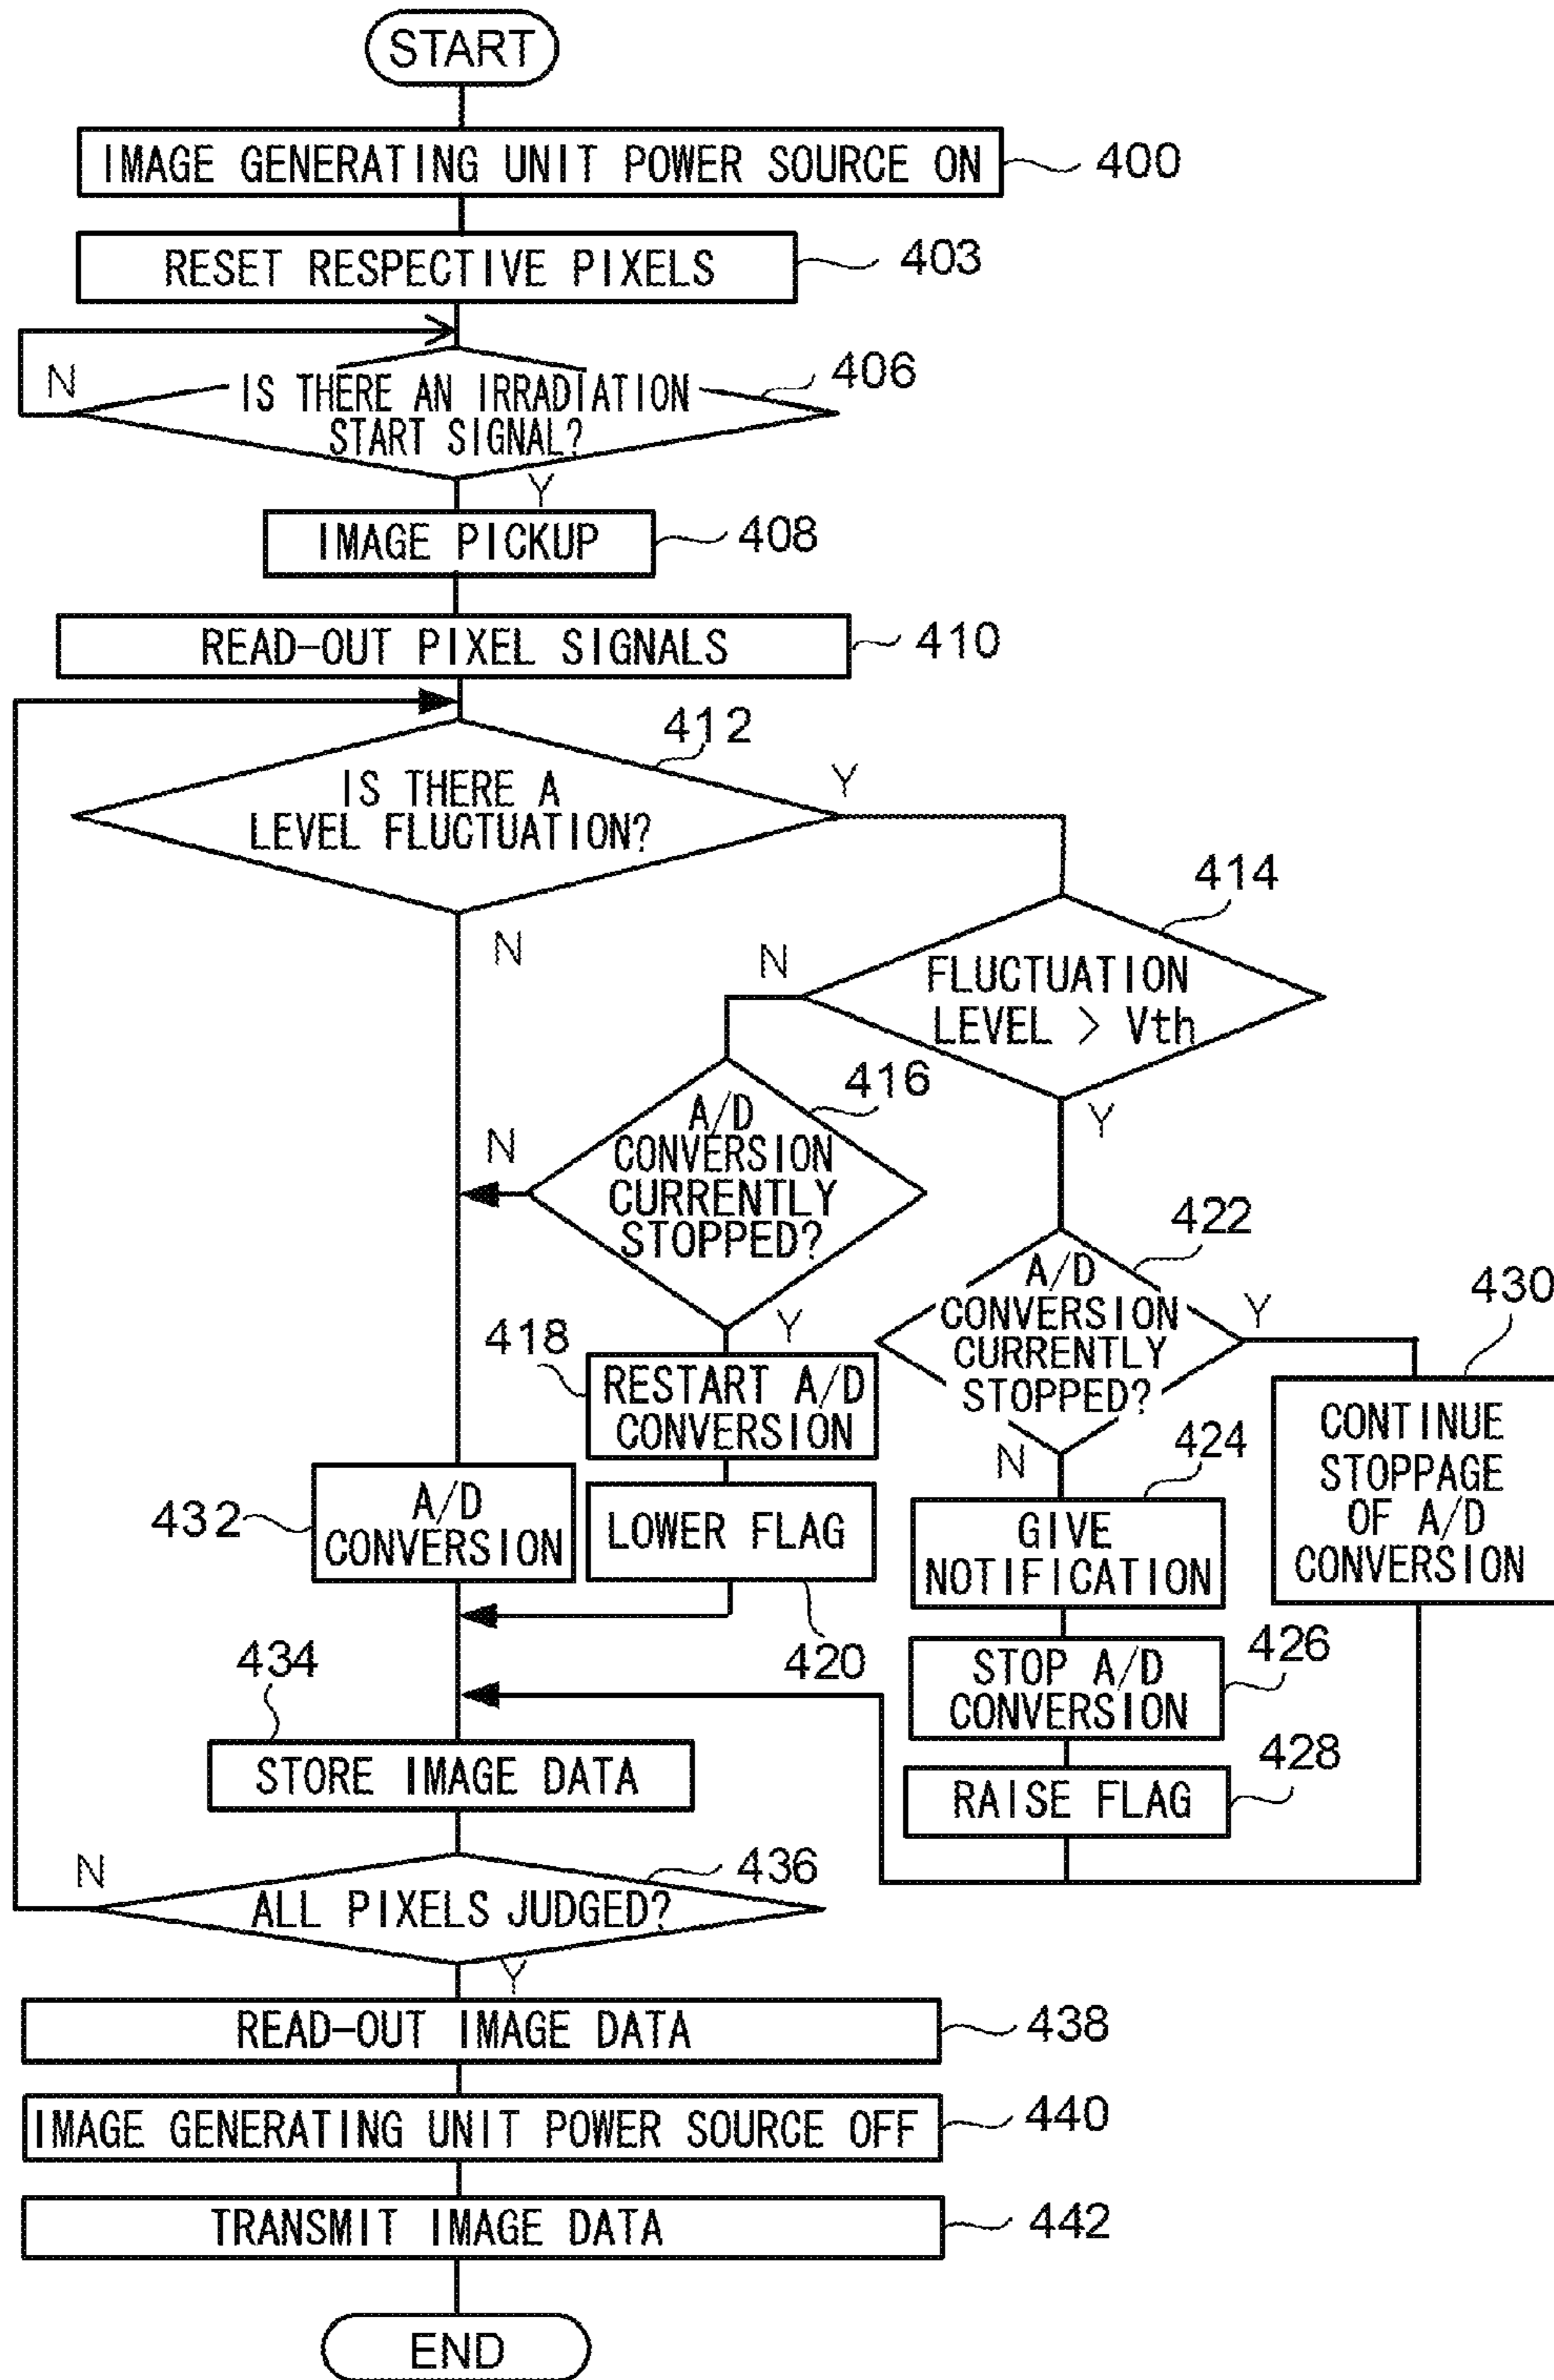 START
IMAGE GENERATING UNIT POWER SOURCE ON
400
RESET RESPECTIVE PIXELS
403
N
IS THERE AN IRRADIATION
START SIGNAL?
406
Y
IMAGE PICKUP
408
READ-OUT PIXEL SIGNALS
410
412
IS THERE A
LEVEL FLUCTUATION?
Y
N
414
FLUCTUATION
LEVEL > Vth
N
Y
416
A/D
CONVERSION
CURRENTLY
STOPPED?
N
Y
422
A/D
CONVERSION
CURRENTLY
STOPPED?
Y
N
430
CONTINUE
STOPPAGE
OF A/D
CONVERSION
418
RESTART A/D
CONVERSION
424
GIVE
NOTIFICATION
432
A/D
CONVERSION
LOWER FLAG
420
426
STOP A/D
CONVERSION
434
STORE IMAGE DATA
428
RAISE FLAG
N
436
ALL PIXELS JUDGED?
Y
READ-OUT IMAGE DATA
438
IMAGE GENERATING UNIT POWER SOURCE OFF
440
TRANSMIT IMAGE DATA
442
END